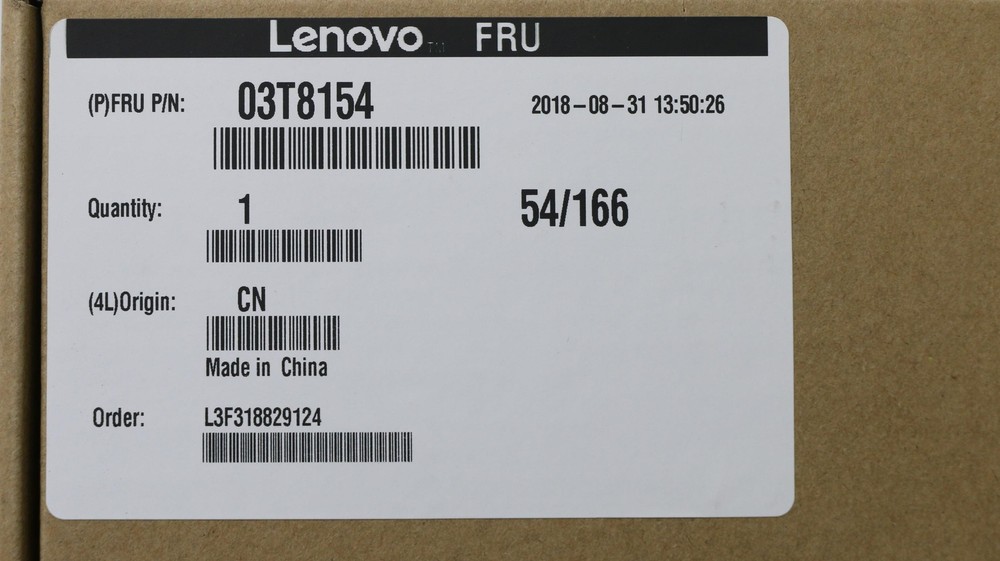 Lenovo™ FRU
(P)FRU P/N: 03T8154 2018-08-31 13:50:26
Quantity: 1 54/166
(4L)Origin: CN
Made in China
Order: L3F318829124